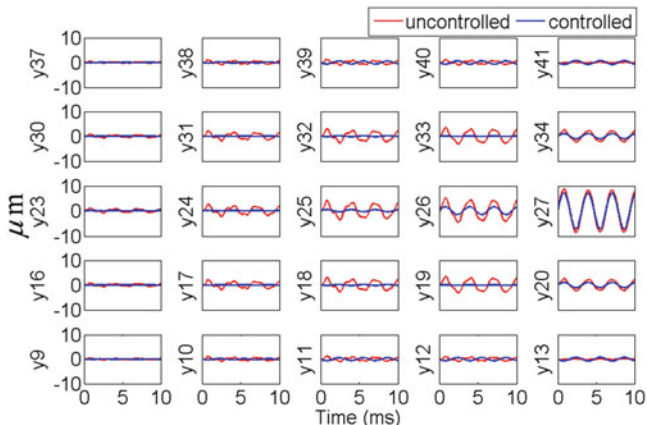 uncontrolled controlled
y37 10 0 -10 y38 y39 y40 y41
y30 10 0 -10 y31 y32 y33 y34
μm
y23 10 0 -10 y24 y25 y26 y27
y16 10 0 -10 y17 y18 y19 y20
y9 10 0 -10 y10 y11 y12 y13
0 5 10 0 5 10 0 5 10 0 5 10 0 5 10
Time (ms)